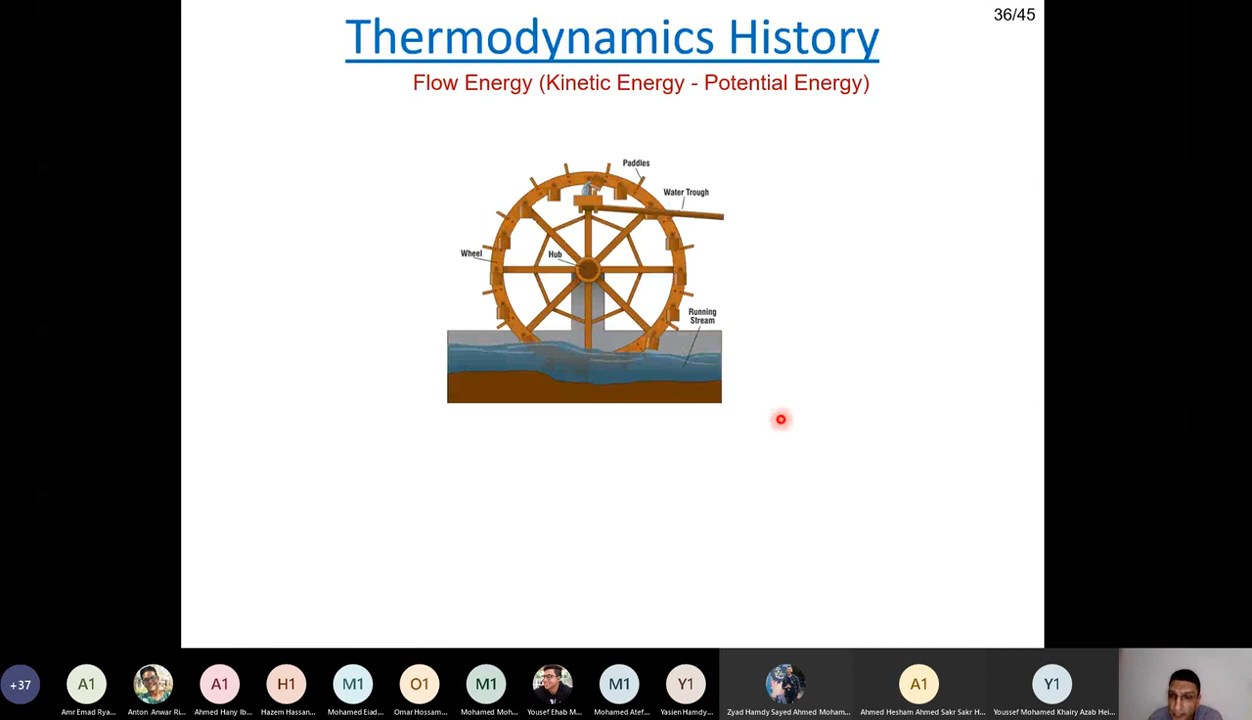 36/45
Thermodynamics History
Flow Energy (Kinetic Energy - Potential Energy)
Paddles
Water Trough
Wheel
Hub
Running
Stream
+37
A1
A1
H1
M1
O1
M1
M1
Y1
A1
Y1
Amr Emad Rya...
Anton Anwar Ri...
Ahmed Hany Ib...
Hazem Hassan...
Mohamed Eiad...
Omar Hossam...
Mohamed Moh...
Yousef Ehab M...
Mohamed Atef...
Yasien Hamdy...
Zyad Hamdy Sayed Ahmed Moham...
Ahmed Hesham Ahmed Sakr Sakr H...
Youssef Mohamed Khairy Azab Hei...